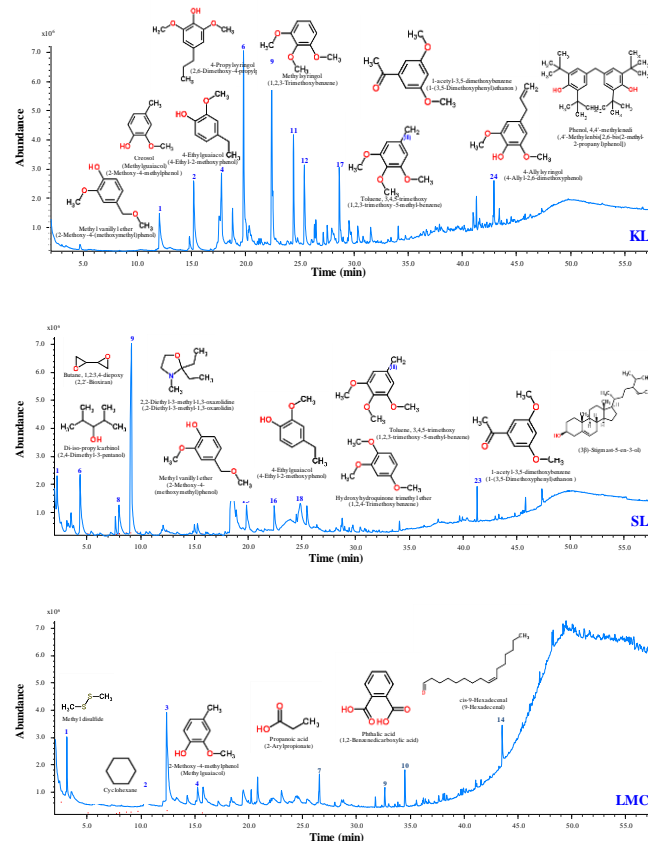 x10⁶
7.0
6.0
5.0
4.0
3.0
2.0
1.0
Abundance
4-Propylsyringol
(2,6-Dimethoxy-4-propylp
Methylsyringol
(1,2,3-Trimethoxybenzene)
1-acetyl-3,5-dimethoxybenzene
(1-(3,5-Dimethoxyphenyl)ethanon )
Phenol, 4,4'-methylenadi
(,4'-Methylenbis[2,6-bis(2-methyl-
2-propanyl)phenol])
Creosol
(Methylguaiacol)
(2-Methoxy-4-methylphenol )
4-Ethylguaiacol
(4-Ethyl-2-methoxyphenol)
Toluene, 3,4,5-trimethoxy
(1,2,3-trimethoxy-5-methyl-benzene)
4-Allylsyringol
(4-Allyl-2,6-dimethoxyphenol)
Methyl vanillyl ether
(2-Methoxy-4-(methoxymethyl)phenol)
1
2
4
6
9
11
12
17
24
KL
5.0 10.0 15.0 20.0 25.0 30.0 35.0 40.0 45.0 50.0 55.0
Time (min)
x10⁶
7.0
6.0
5.0
4.0
3.0
2.0
1.0
Abundance
Butane, 1,2:3,4-diepoxy
(2,2'-Bioxiran)
2,2-Diethyl-3-methyl-1,3-oxazolidine
(,2-Diethyl-3-methyl-1,3-oxazolidin)
Di-iso-propylcarbinol
(2,4-Dimethyl-3-pantanol)
Methyl vanillyl ether
(2-Methoxy-4-
(methoxymethyl)phenol)
4-Ethylguaiacol
(4-Ethyl-2-methoxyphenol)
Toluene, 3,4,5-trimethoxy
(1,2,3-trimethoxy-5-methyl-benzene)
Hydroxyhydroquinone trimethyl ether
(1,2,4-Trimethoxybenzene)
1-acetyl-3,5-dimethoxybenzene
(1-(3,5-Dimethoxyphenyl)ethanon)
(3β)-Stigmast-5-en-3-ol)
1
6
8
9
16
18
23
SL
5.0 10.0 15.0 20.0 25.0 30.0 35.0 40.0 45.0 50.0 55.0
Time (min)
x10⁶
7.0
6.0
5.0
4.0
3.0
2.0
1.0
Abundance
Methyl disulfide
Cyclohexane
2-Methoxy-4-methylphenol
(Methylguaiacol)
Propanoic acid
(2-Arylpropionate)
Phthalic acid
(1,2-Benzenedicarboxylic acid)
cis-9-Hexadecenal
(9-Hexadecenal)
1
2
3
4
7
9
10
14
LMC
5.0 10.0 15.0 20.0 25.0 30.0 35.0 40.0 45.0 50.0 55.0
Time (min)